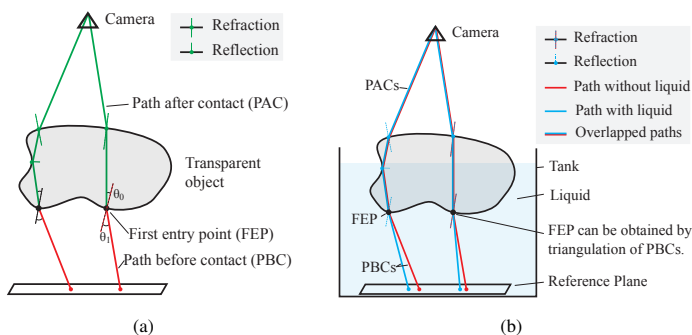 Camera
Refraction
Reflection
Path after contact (PAC)
Transparent
object
θ0
First entry point (FEP)
θ1
Path before contact (PBC)
(a)
Camera
Refraction
Reflection
Path without liquid
Path with liquid
Overlapped paths
PACs
Tank
Liquid
FEP
FEP can be obtained by
triangulation of PBCs.
PBCs
Reference Plane
(b)